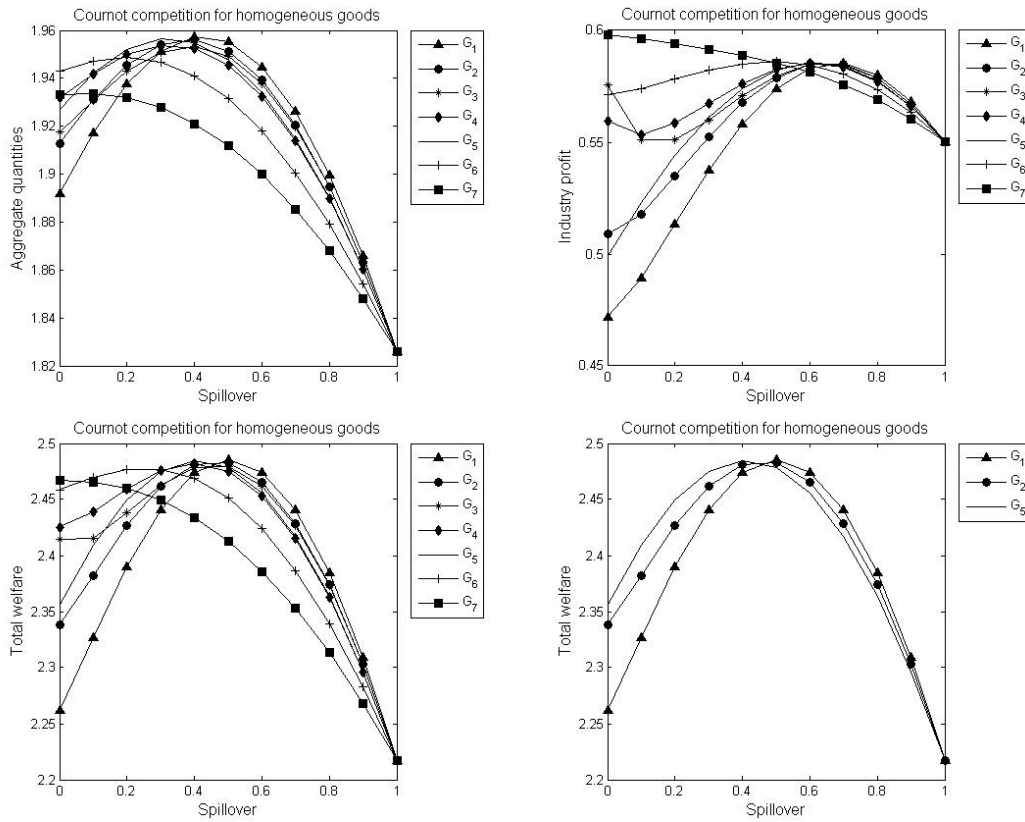 Cournot competition for homogeneous goods
Aggregate quantities
1.96
1.94
1.92
1.9
1.88
1.86
1.84
1.82
0
0.2
0.4
0.6
0.8
1
Spillover
G1
G2
G3
G4
G5
G6
G7
Cournot competition for homogeneous goods
Industry profit
0.6
0.55
0.5
0.45
0
0.2
0.4
0.6
0.8
1
Spillover
G1
G2
G3
G4
G5
G6
G7
Cournot competition for homogeneous goods
Total welfare
2.5
2.45
2.4
2.35
2.3
2.25
2.2
0
0.2
0.4
0.6
0.8
1
Spillover
G1
G2
G3
G4
G5
G6
G7
Cournot competition for homogeneous goods
Total welfare
2.5
2.45
2.4
2.35
2.3
2.25
2.2
0
0.2
0.4
0.6
0.8
1
Spillover
G1
G2
G5